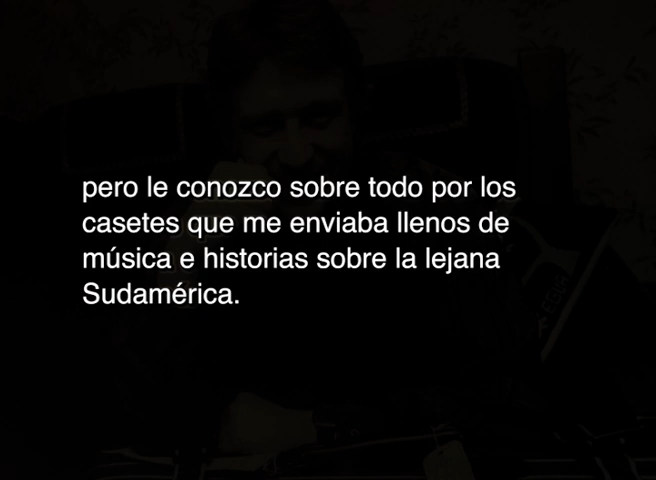 pero le conozco sobre todo por los
casetes que me enviaba llenos de
música e historias sobre la lejana
Sudamérica.